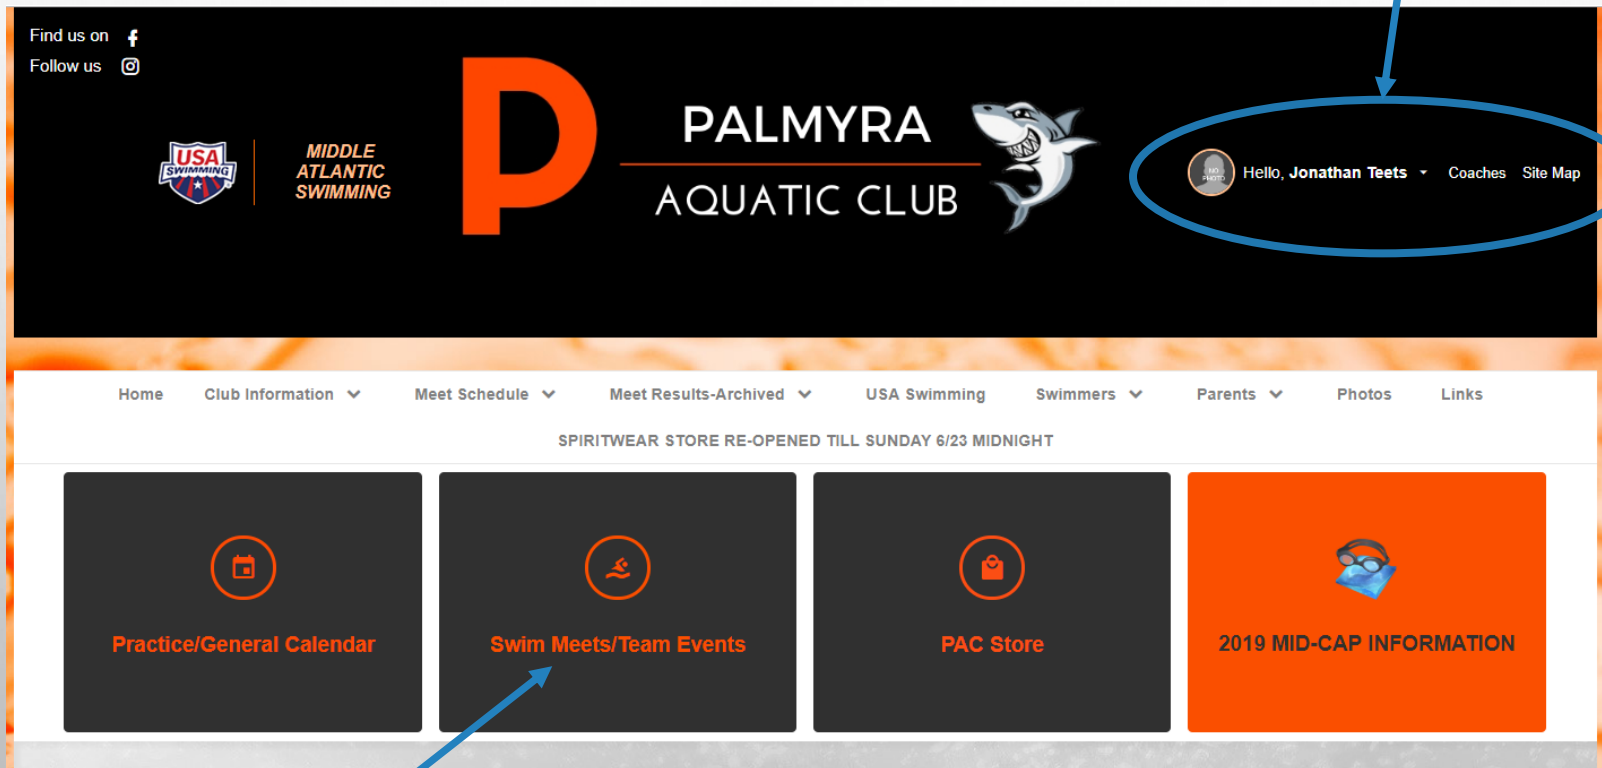 Find us on
Follow us
USA
SWIMMING
MIDDLE
ATLANTIC
SWIMMING
P
PALMYRA
AQUATIC CLUB
NO
PHOTO
Hello, Jonathan Teets
Coaches
Site Map
Home
Club Information
Meet Schedule
Meet Results-Archived
USA Swimming
Swimmers
Parents
Photos
Links
SPIRITWEAR STORE RE-OPENED TILL SUNDAY 6/23 MIDNIGHT
Practice/General Calendar
Swim Meets/Team Events
PAC Store
2019 MID-CAP INFORMATION